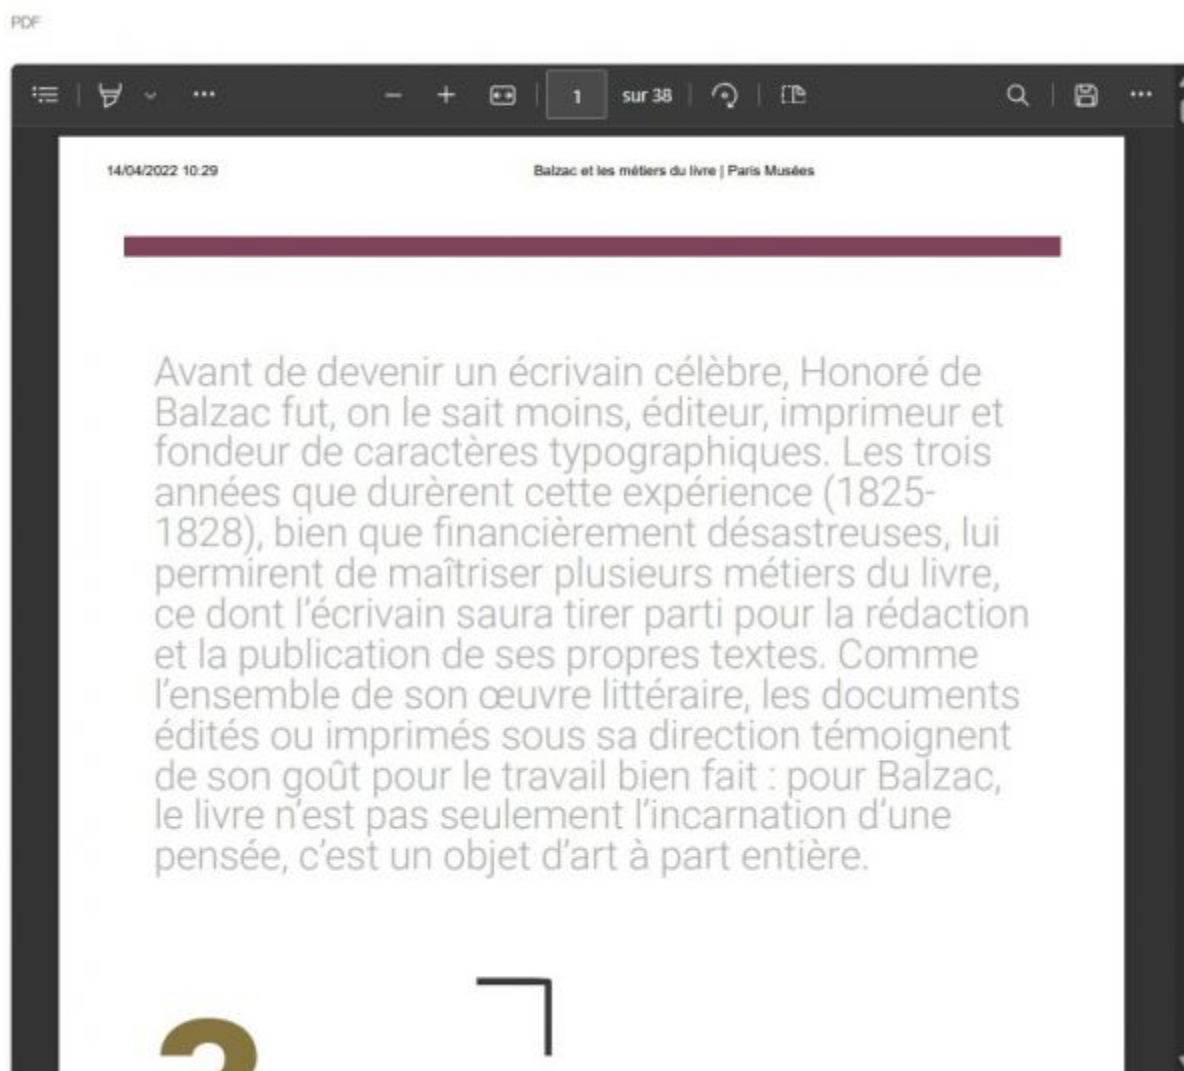 PDF
1 sur 38
14/04/2022 10:29 Balzac et les métiers du livre | Paris Musées
Avant de devenir un écrivain célèbre, Honoré de
Balzac fut, on le sait moins, éditeur, imprimeur et
fondeur de caractères typographiques. Les trois
années que durèrent cette expérience (1825-
1828), bien que financièrement désastreuses, lui
permirent de maîtriser plusieurs métiers du livre,
ce dont l’écrivain saura tirer parti pour la rédaction
et la publication de ses propres textes. Comme
l’ensemble de son œuvre littéraire, les documents
édités ou imprimés sous sa direction témoignent
de son goût pour le travail bien fait : pour Balzac,
le livre n’est pas seulement l’incarnation d’une
pensée, c’est un objet d’art à part entière.